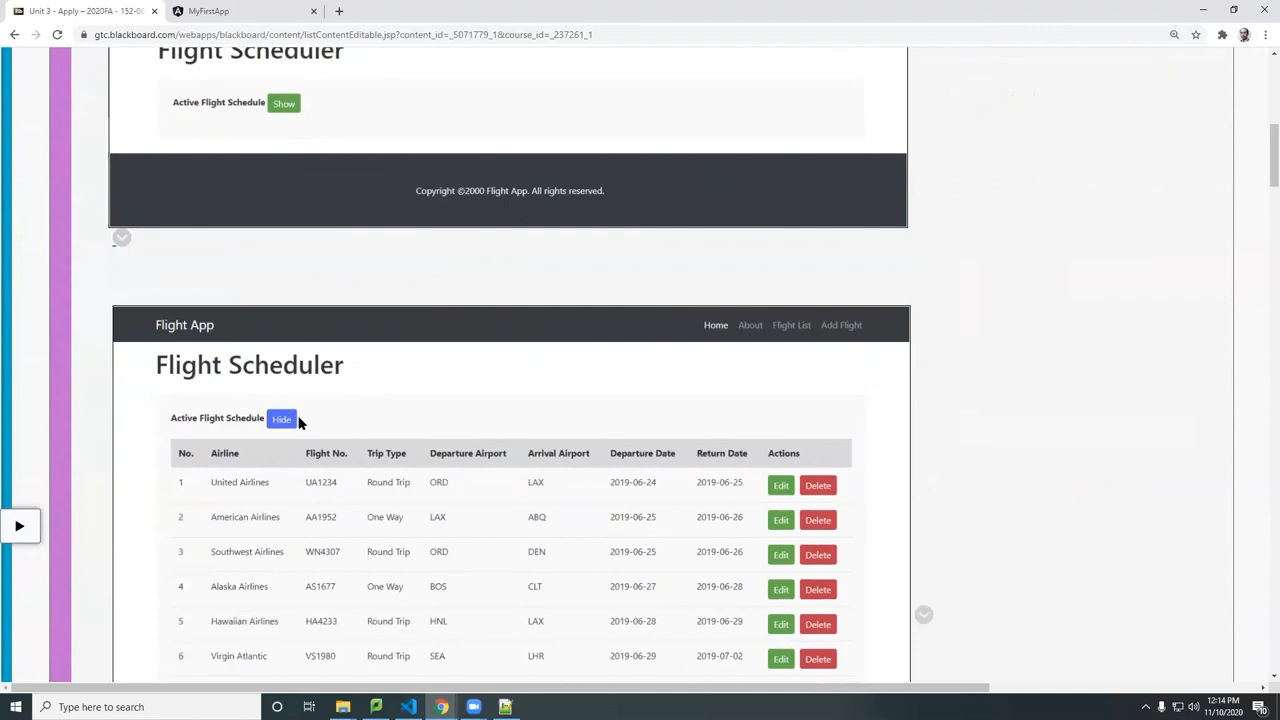 Unit 3 - Apply – 2020FA - 152-08
MyFirstApp
gtc.blackboard.com/webapps/blackboard/content/listContentEditable.jsp?content_id=_5071779_1&course_id=_237261_1
Flight Scheduler
Active Flight Schedule Show
Copyright ©2000 Flight App. All rights reserved.
Flight App Home About Flight List Add Flight
Flight Scheduler
Active Flight Schedule Hide
No. Airline Flight No. Trip Type Departure Airport Arrival Airport Departure Date Return Date Actions
1 United Airlines UA1234 Round Trip ORD LAX 2019-06-24 2019-06-25 Edit Delete
2 American Airlines AA1952 One Way LAX ABQ 2019-06-25 2019-06-26 Edit Delete
3 Southwest Airlines WN4307 Round Trip ORD DEN 2019-06-25 2019-06-26 Edit Delete
4 Alaska Airlines AS1677 One Way BOS CLT 2019-06-27 2019-06-28 Edit Delete
5 Hawaiian Airlines HA4233 Round Trip HNL LAX 2019-06-28 2019-06-29 Edit Delete
6 Virgin Atlantic VS1980 Round Trip SEA LHR 2019-06-29 2019-07-02 Edit Delete
Type here to search
12:14 PM
11/10/2020